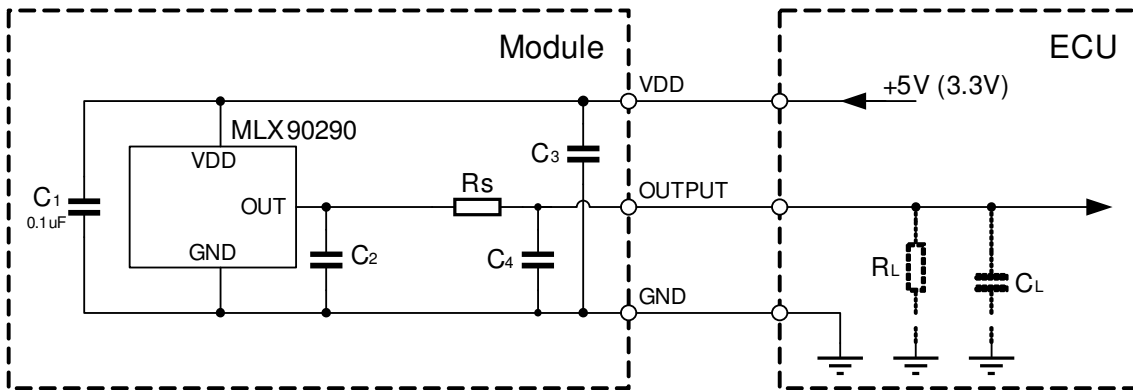 Module
ECU
VDD
+5V (3.3V)
MLX90290
VDD
C3
C1
0.1uF
OUT
Rs
OUTPUT
GND
C2
C4
RL
CL
GND